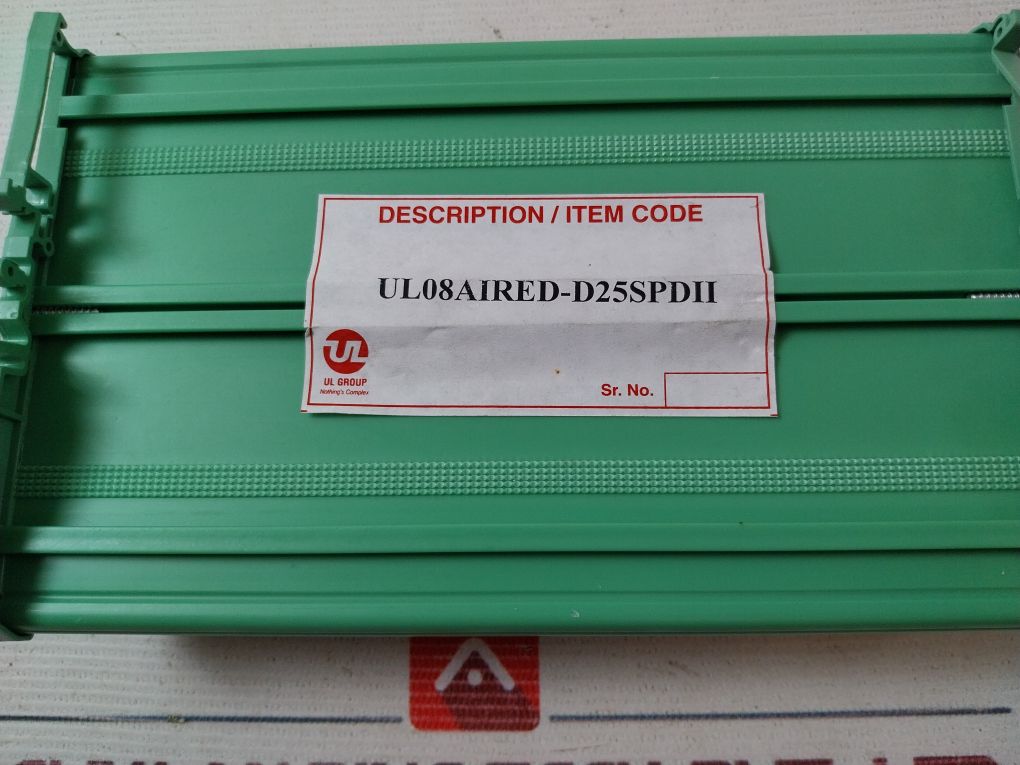 DESCRIPTION / ITEM CODE
UL08AIRED-D25SPDII
UL
UL GROUP
Nothing's Complex
Sr. No.